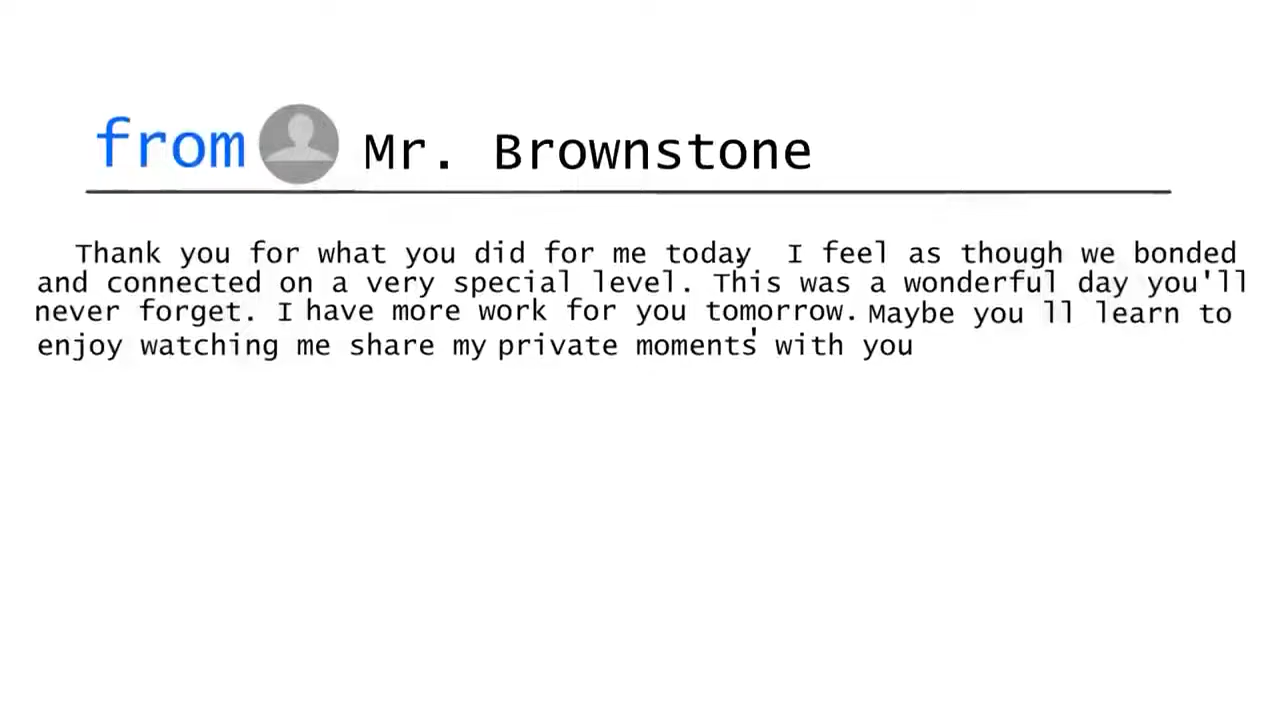 from Mr. Brownstone
Thank you for what you did for me today, I feel as though we bonded
and connected on a very special level. This was a wonderful day you'll
never forget. I have more work for you tomorrow. Maybe you ll learn to
enjoy watching me share my private moments' with you